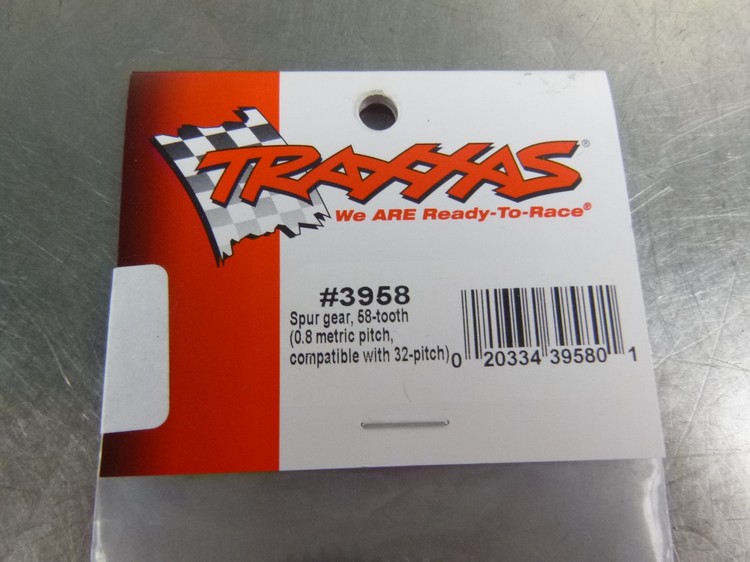 TRAXXAS®
We ARE Ready-To-Race®
#3958
Spur gear, 58-tooth
(0.8 metric pitch,
compatible with 32-pitch)
0 20334 39580 1